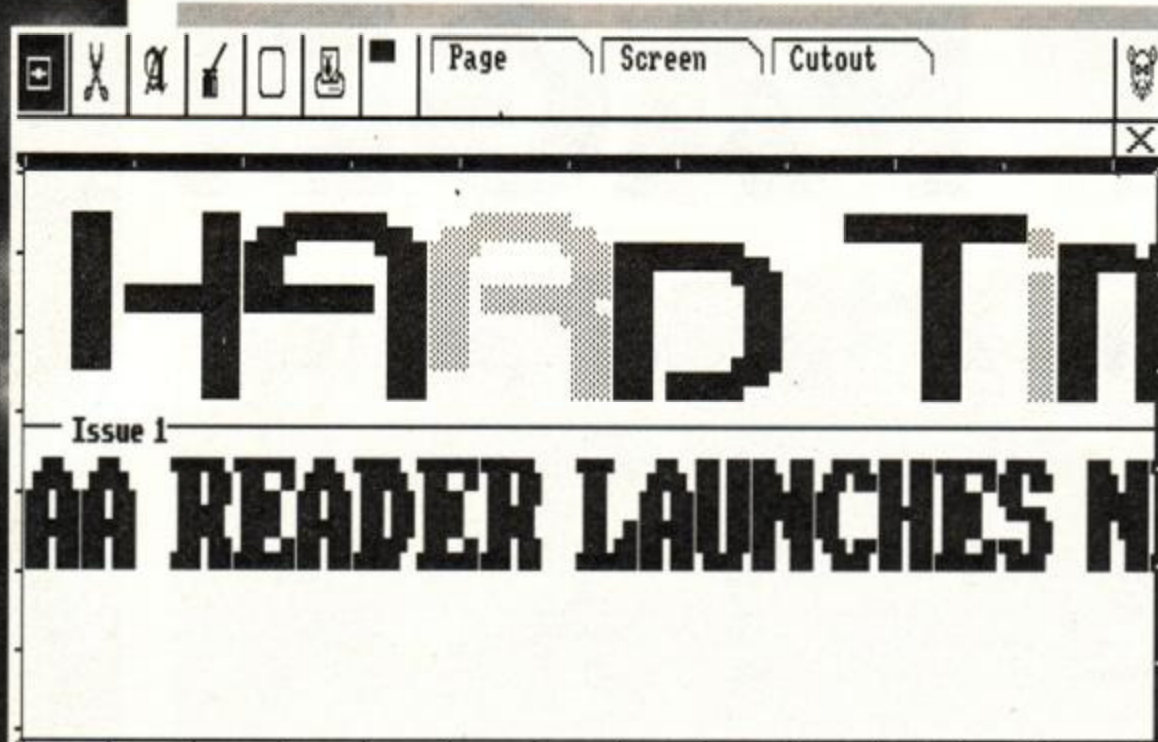 Page Screen Cutout
HARD Tim
Issue 1
AA READER LAUNCHES